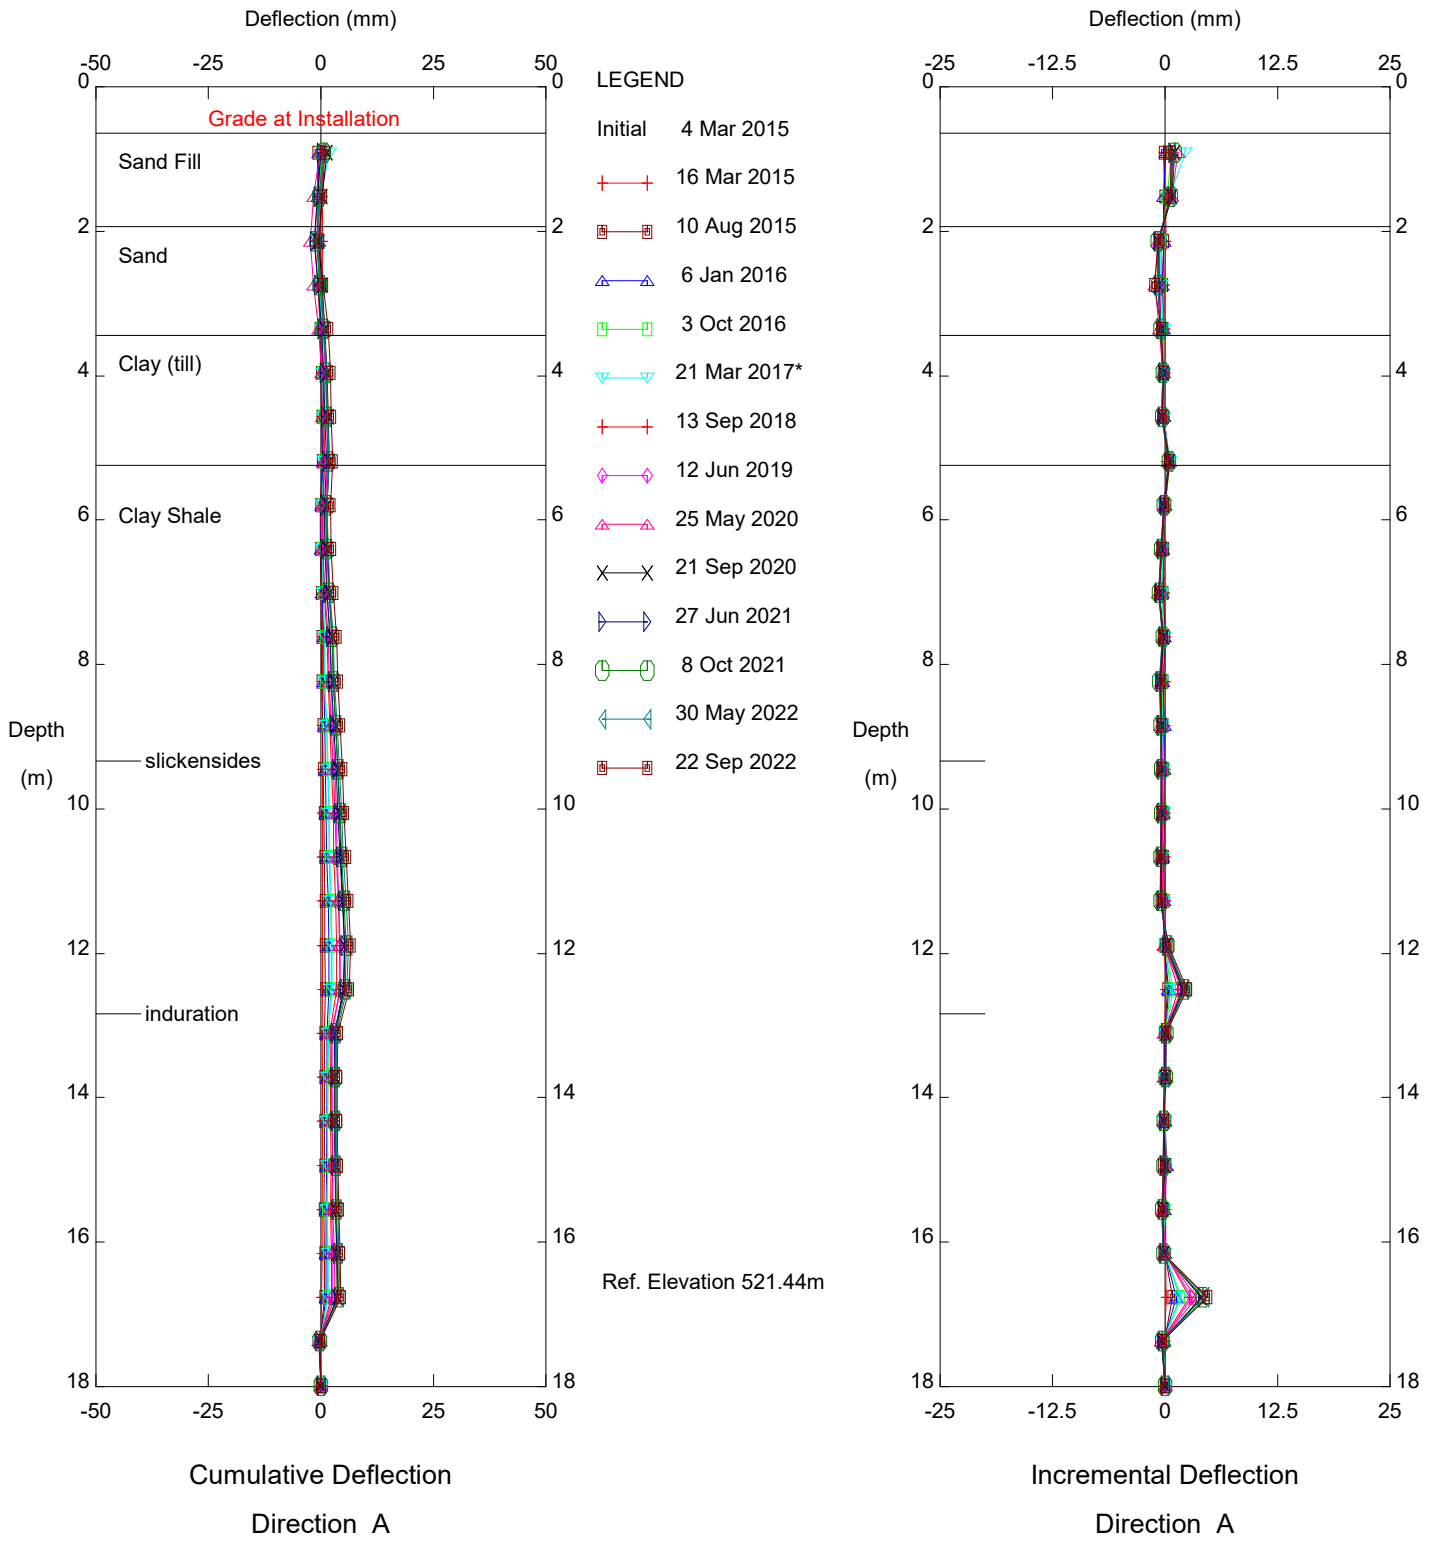 Deflection (mm)
-50 -25 0 25 50
0 0
Grade at Installation
Sand Fill
2 2
Sand
Clay (till)
4 4
6 6
Clay Shale
8 8
Depth
(m)
slickensides
10 10
12 12
induration
14 14
16 16
18 18
-50 -25 0 25 50
Cumulative Deflection
Direction A
LEGEND
Initial 4 Mar 2015
16 Mar 2015
10 Aug 2015
6 Jan 2016
3 Oct 2016
21 Mar 2017*
13 Sep 2018
12 Jun 2019
25 May 2020
21 Sep 2020
27 Jun 2021
8 Oct 2021
30 May 2022
22 Sep 2022
Ref. Elevation 521.44m
Deflection (mm)
-25 -12.5 0 12.5 25
0 0
2 2
4 4
6 6
8 8
Depth
(m)
10 10
12 12
14 14
16 16
18 18
-25 -12.5 0 12.5 25
Incremental Deflection
Direction A